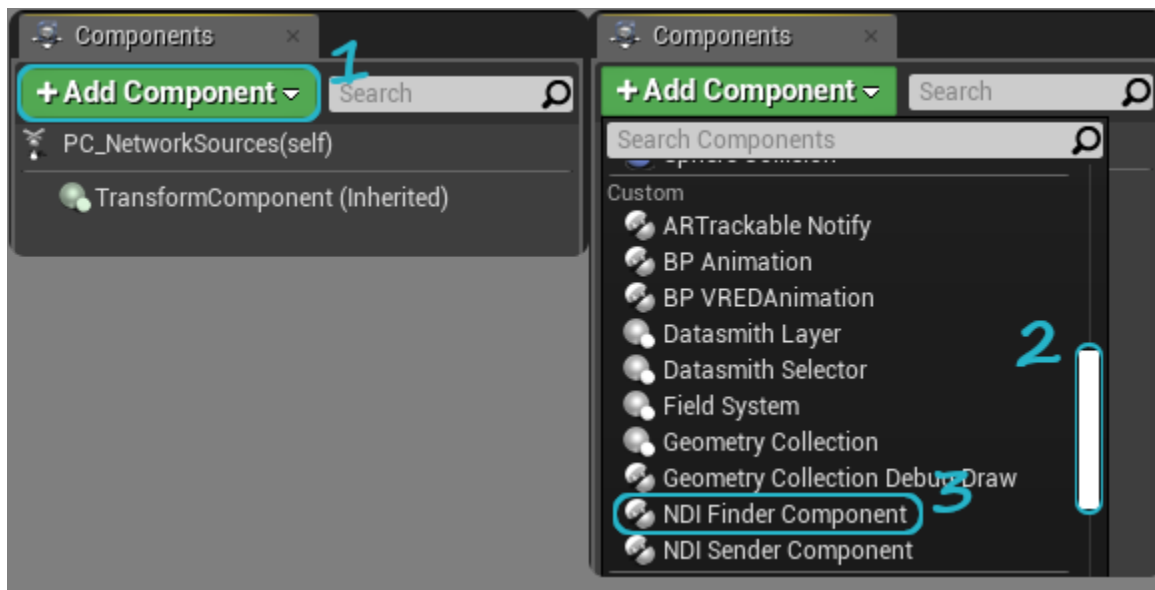 Components ×
1
+ Add Component
Search
PC_NetworkSources(self)
TransformComponent (Inherited)
Components ×
+ Add Component
Search
Search Components
Sphere Collision
Custom
ARTrackable Notify
BP Animation
BP VREDAnimation
2
Datasmith Layer
Datasmith Selector
Field System
Geometry Collection
Geometry Collection Debug Draw
3
NDI Finder Component
NDI Sender Component